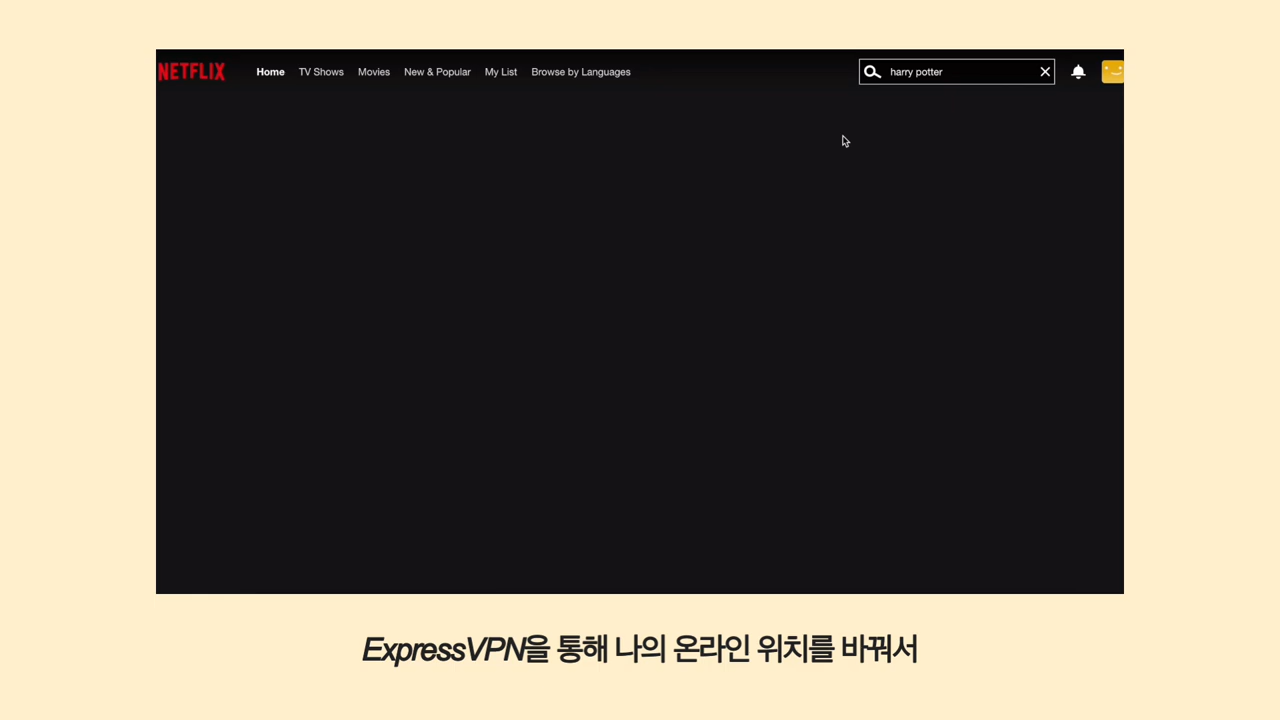 NETFLIX Home TV Shows Movies New & Popular My List Browse by Languages harry potter
ExpressVPN을 통해 나의 온라인 위치를 바꿔서